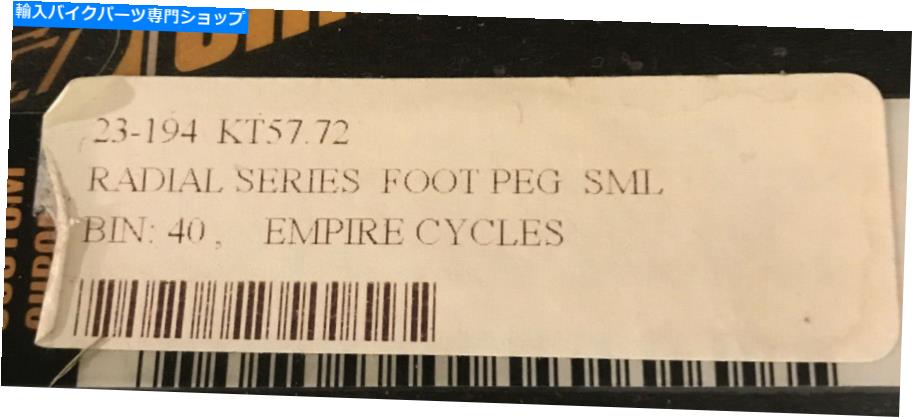 輸入バイクパーツ専門ショップ
23-194 KT57.72
RADIAL SERIES FOOT PEG SML
BIN: 40 , EMPIRE CYCLES
CUSTOM